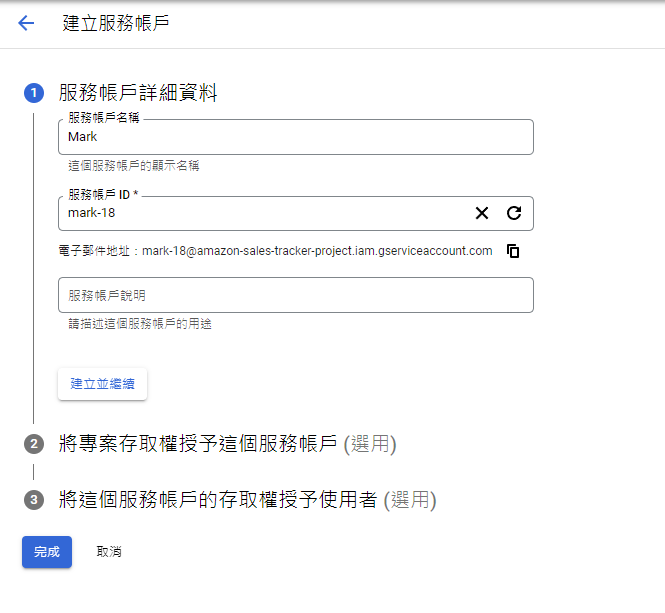 建立服務帳戶
1 服務帳戶詳細資料
服務帳戶名稱
Mark
這個服務帳戶的顯示名稱
服務帳戶 ID *
mark-18
電子郵件地址：mark-18@amazon-sales-tracker-project.iam.gserviceaccount.com
服務帳戶說明
請描述這個服務帳戶的用途
建立並繼續
2 將專案存取權授予這個服務帳戶 (選用)
3 將這個服務帳戶的存取權授予使用者 (選用)
完成 取消